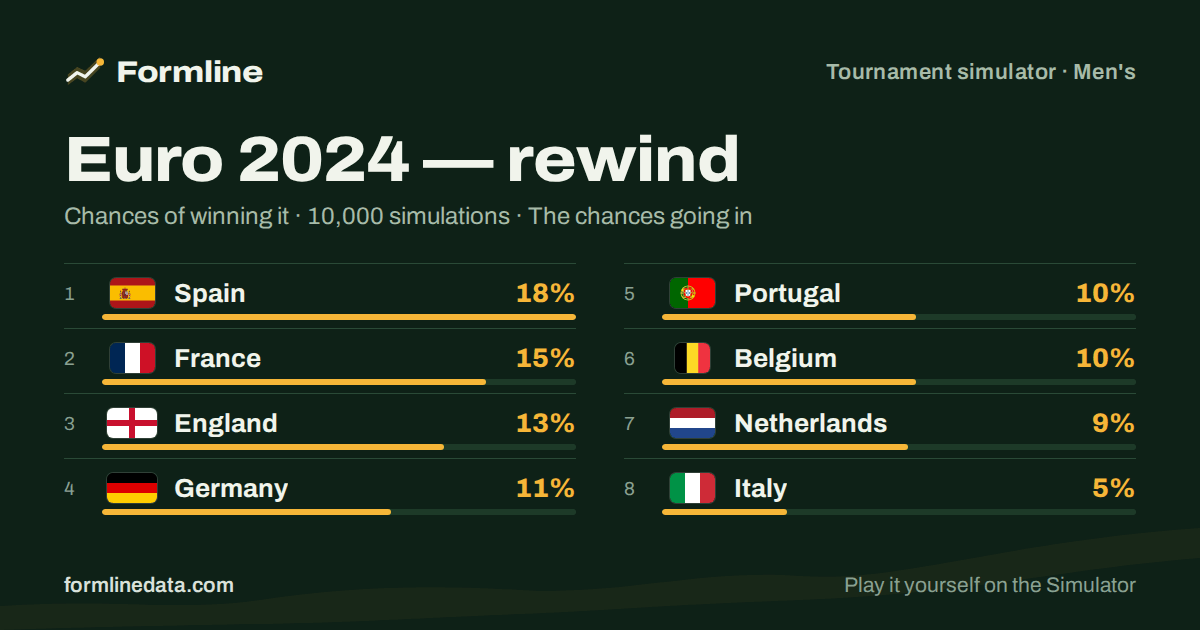 Formline
Tournament simulator · Men's
Euro 2024 — rewind
Chances of winning it · 10,000 simulations · The chances going in
1 Spain 18%
2 France 15%
3 England 13%
4 Germany 11%
5 Portugal 10%
6 Belgium 10%
7 Netherlands 9%
8 Italy 5%
formlinedata.com
Play it yourself on the Simulator